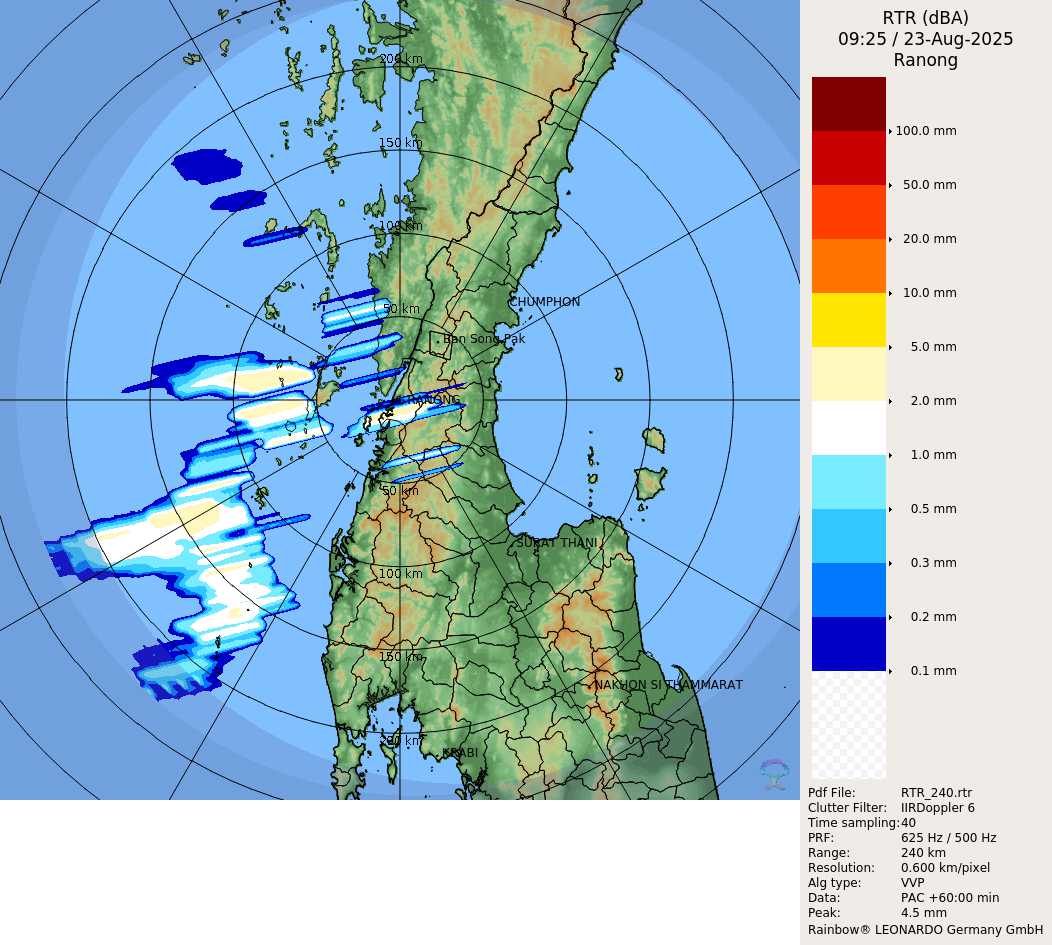 RTR (dBA)
09:25 / 23-Aug-2025
Ranong
100.0 mm
50.0 mm
20.0 mm
10.0 mm
5.0 mm
2.0 mm
1.0 mm
0.5 mm
0.3 mm
0.2 mm
0.1 mm
200 km
150 km
100 km
50 km
CHUMPHON
Ban Song Pak
RANONG
50 km
SURAT THANI
100 km
150 km
NAKHON SI THAMMARAT
200 km
KRABI
Pdf File: RTR_240.rtr
Clutter Filter: IIRDoppler 6
Time sampling:40
PRF: 625 Hz / 500 Hz
Range: 240 km
Resolution: 0.600 km/pixel
Alg type: VVP
Data: PAC +60:00 min
Peak: 4.5 mm
Rainbow® LEONARDO Germany GmbH